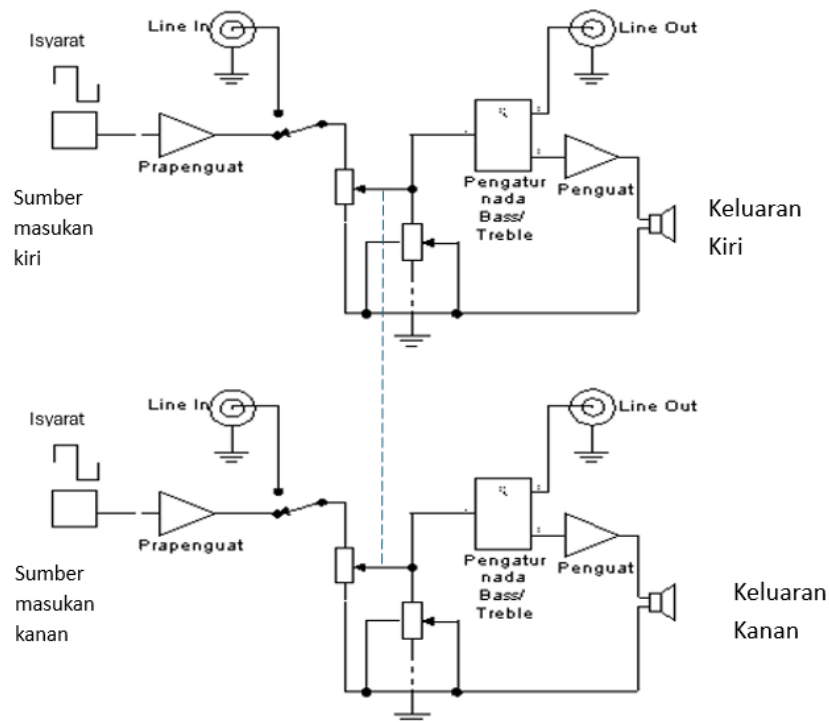 Line In
Line Out
Isyarat
Prapenguat
Pengatur
nada
Bass/
Treble
Penguat
Sumber
masukan
kiri
Keluaran
Kiri
Line In
Line Out
Isyarat
Prapenguat
Pengatur
nada
Bass/
Treble
Penguat
Sumber
masukan
kanan
Keluaran
Kanan